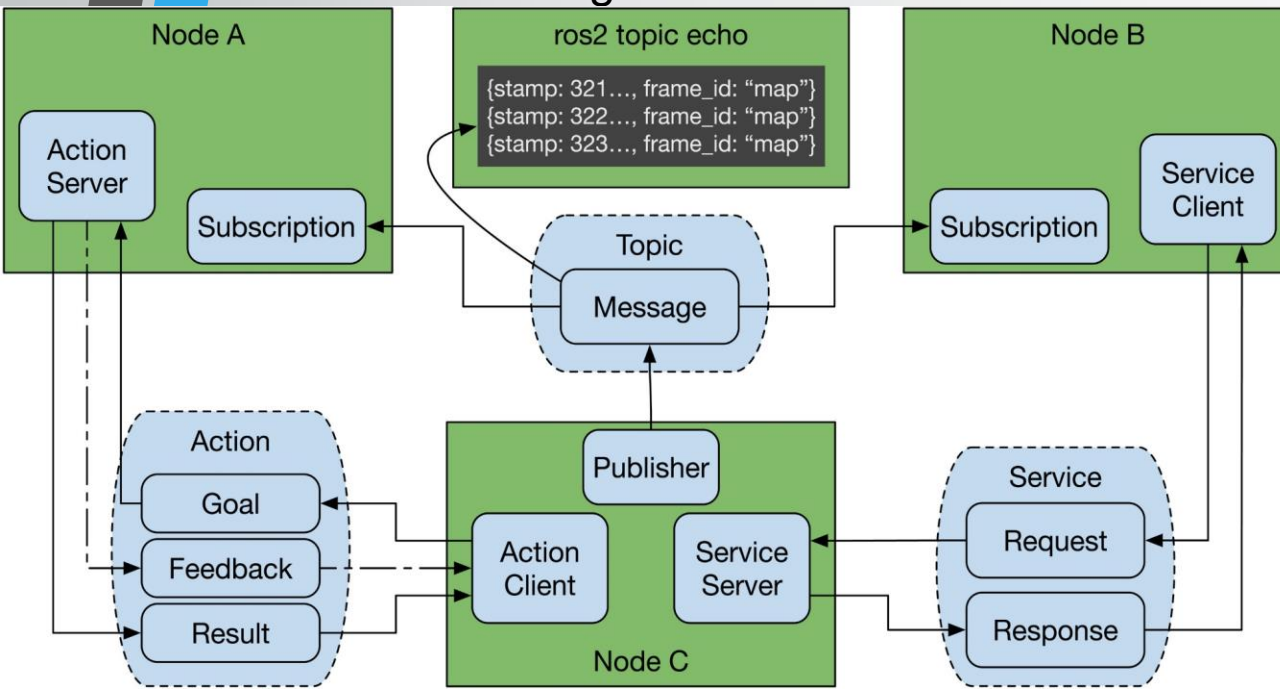 Node A
ros2 topic echo
Node B
{stamp: 321..., frame_id: “map”}
{stamp: 322..., frame_id: “map”}
{stamp: 323..., frame_id: “map”}
Action
Server
Subscription
Service
Client
Subscription
Topic
Message
Action
Goal
Feedback
Result
Publisher
Action
Client
Service
Server
Node C
Service
Request
Response